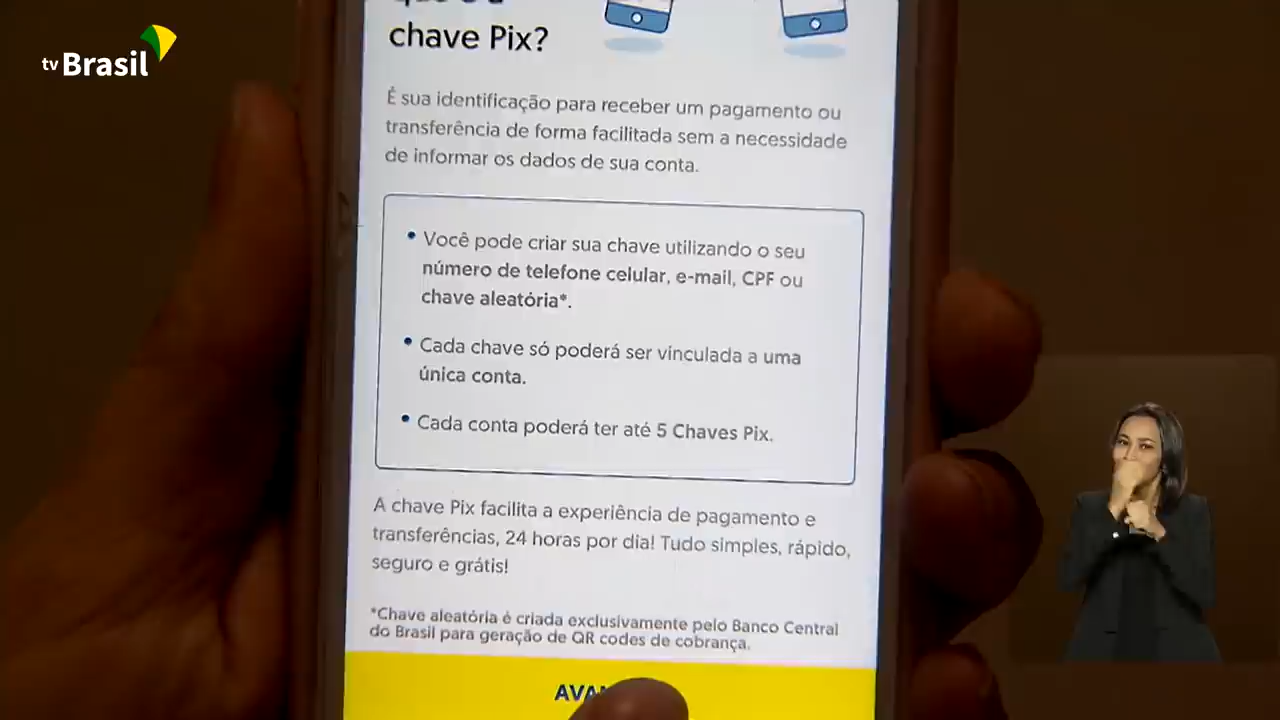 tv Brasil
chave Pix?
É sua identificação para receber um pagamento ou
transferência de forma facilitada sem a necessidade
de informar os dados de sua conta.
• Você pode criar sua chave utilizando o seu
número de telefone celular, e-mail, CPF ou
chave aleatória*.
• Cada chave só poderá ser vinculada a uma
única conta.
• Cada conta poderá ter até 5 Chaves Pix.
A chave Pix facilita a experiência de pagamento e
transferências, 24 horas por dia! Tudo simples, rápido,
seguro e grátis!
*Chave aleatória é criada exclusivamente pelo Banco Central
do Brasil para geração de QR codes de cobrança.